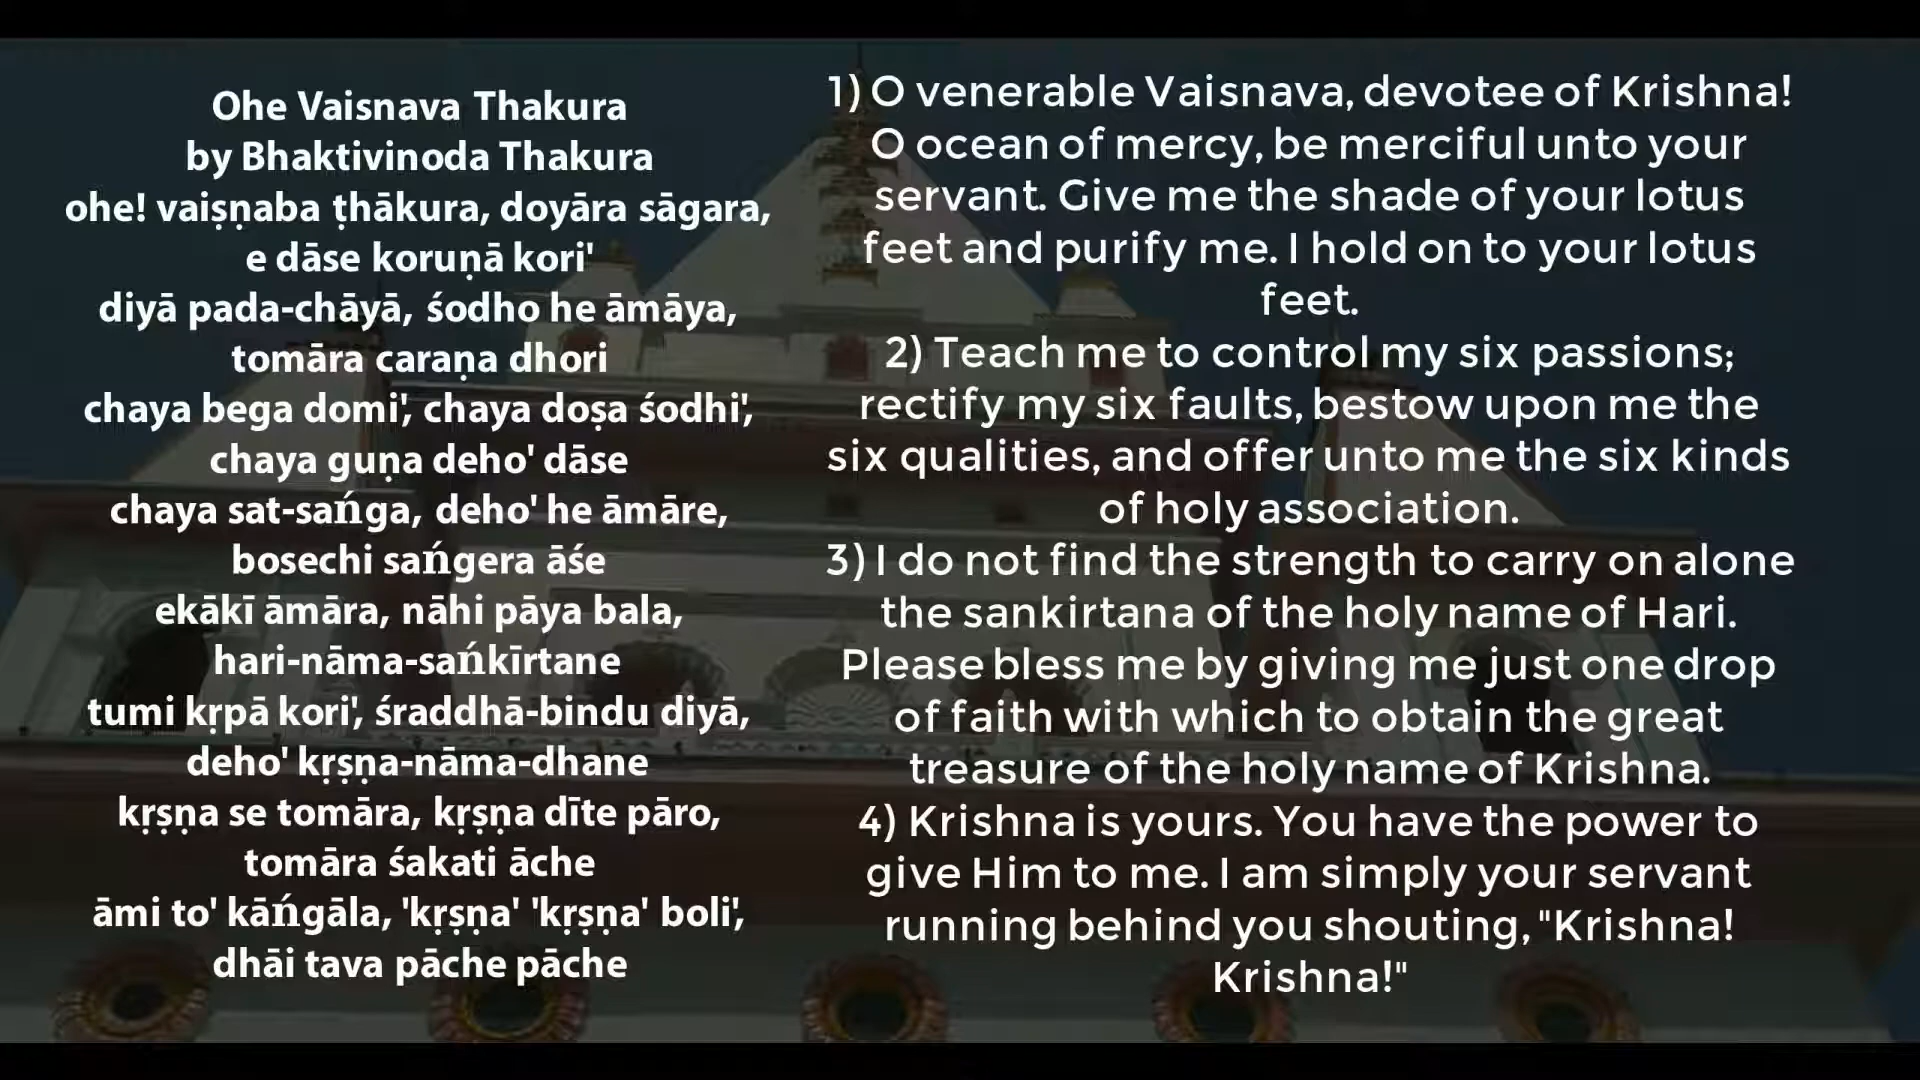 Ohe Vaisnava Thakura
by Bhaktivinoda Thakura
ohe! vaiṣṇaba ṭhākura, doyāra sāgara,
e dāse koruṇā kori'
diyā pada-chāyā, śodho he āmāya,
tomāra caraṇa dhori
chaya bega domi', chaya doṣa śodhi',
chaya guṇa deho' dāse
chaya sat-sańga, deho' he āmāre,
bosechi sańgera āśe
ekākī āmāra, nāhi pāya bala,
hari-nāma-sańkīrtane
tumi kṛpā kori', śraddhā-bindu diyā,
deho' kṛṣṇa-nāma-dhane
kṛṣṇa se tomāra, kṛṣṇa dīte pāro,
tomāra śakati āche
āmi to' kāńgāla, 'kṛṣṇa' 'kṛṣṇa' boli',
dhāi tava pāche pāche
1) O venerable Vaisnava, devotee of Krishna!
O ocean of mercy, be merciful unto your
servant. Give me the shade of your lotus
feet and purify me. I hold on to your lotus
feet.
2) Teach me to control my six passions;
rectify my six faults, bestow upon me the
six qualities, and offer unto me the six kinds
of holy association.
3) I do not find the strength to carry on alone
the sankirtana of the holy name of Hari.
Please bless me by giving me just one drop
of faith with which to obtain the great
treasure of the holy name of Krishna.
4) Krishna is yours. You have the power to
give Him to me. I am simply your servant
running behind you shouting, "Krishna!
Krishna!"